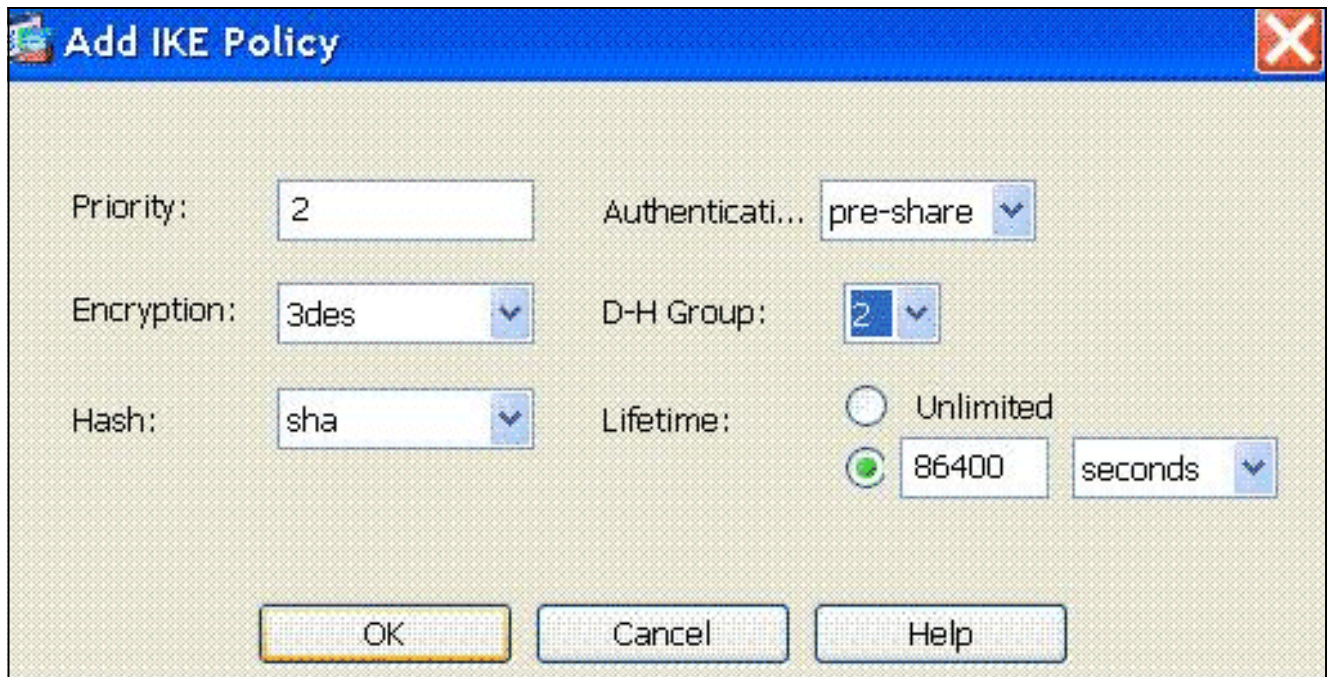 Add IKE Policy
Priority: 2 Authenticati... pre-share
Encryption: 3des D-H Group: 2
Hash: sha Lifetime: Unlimited
86400 seconds
OK Cancel Help